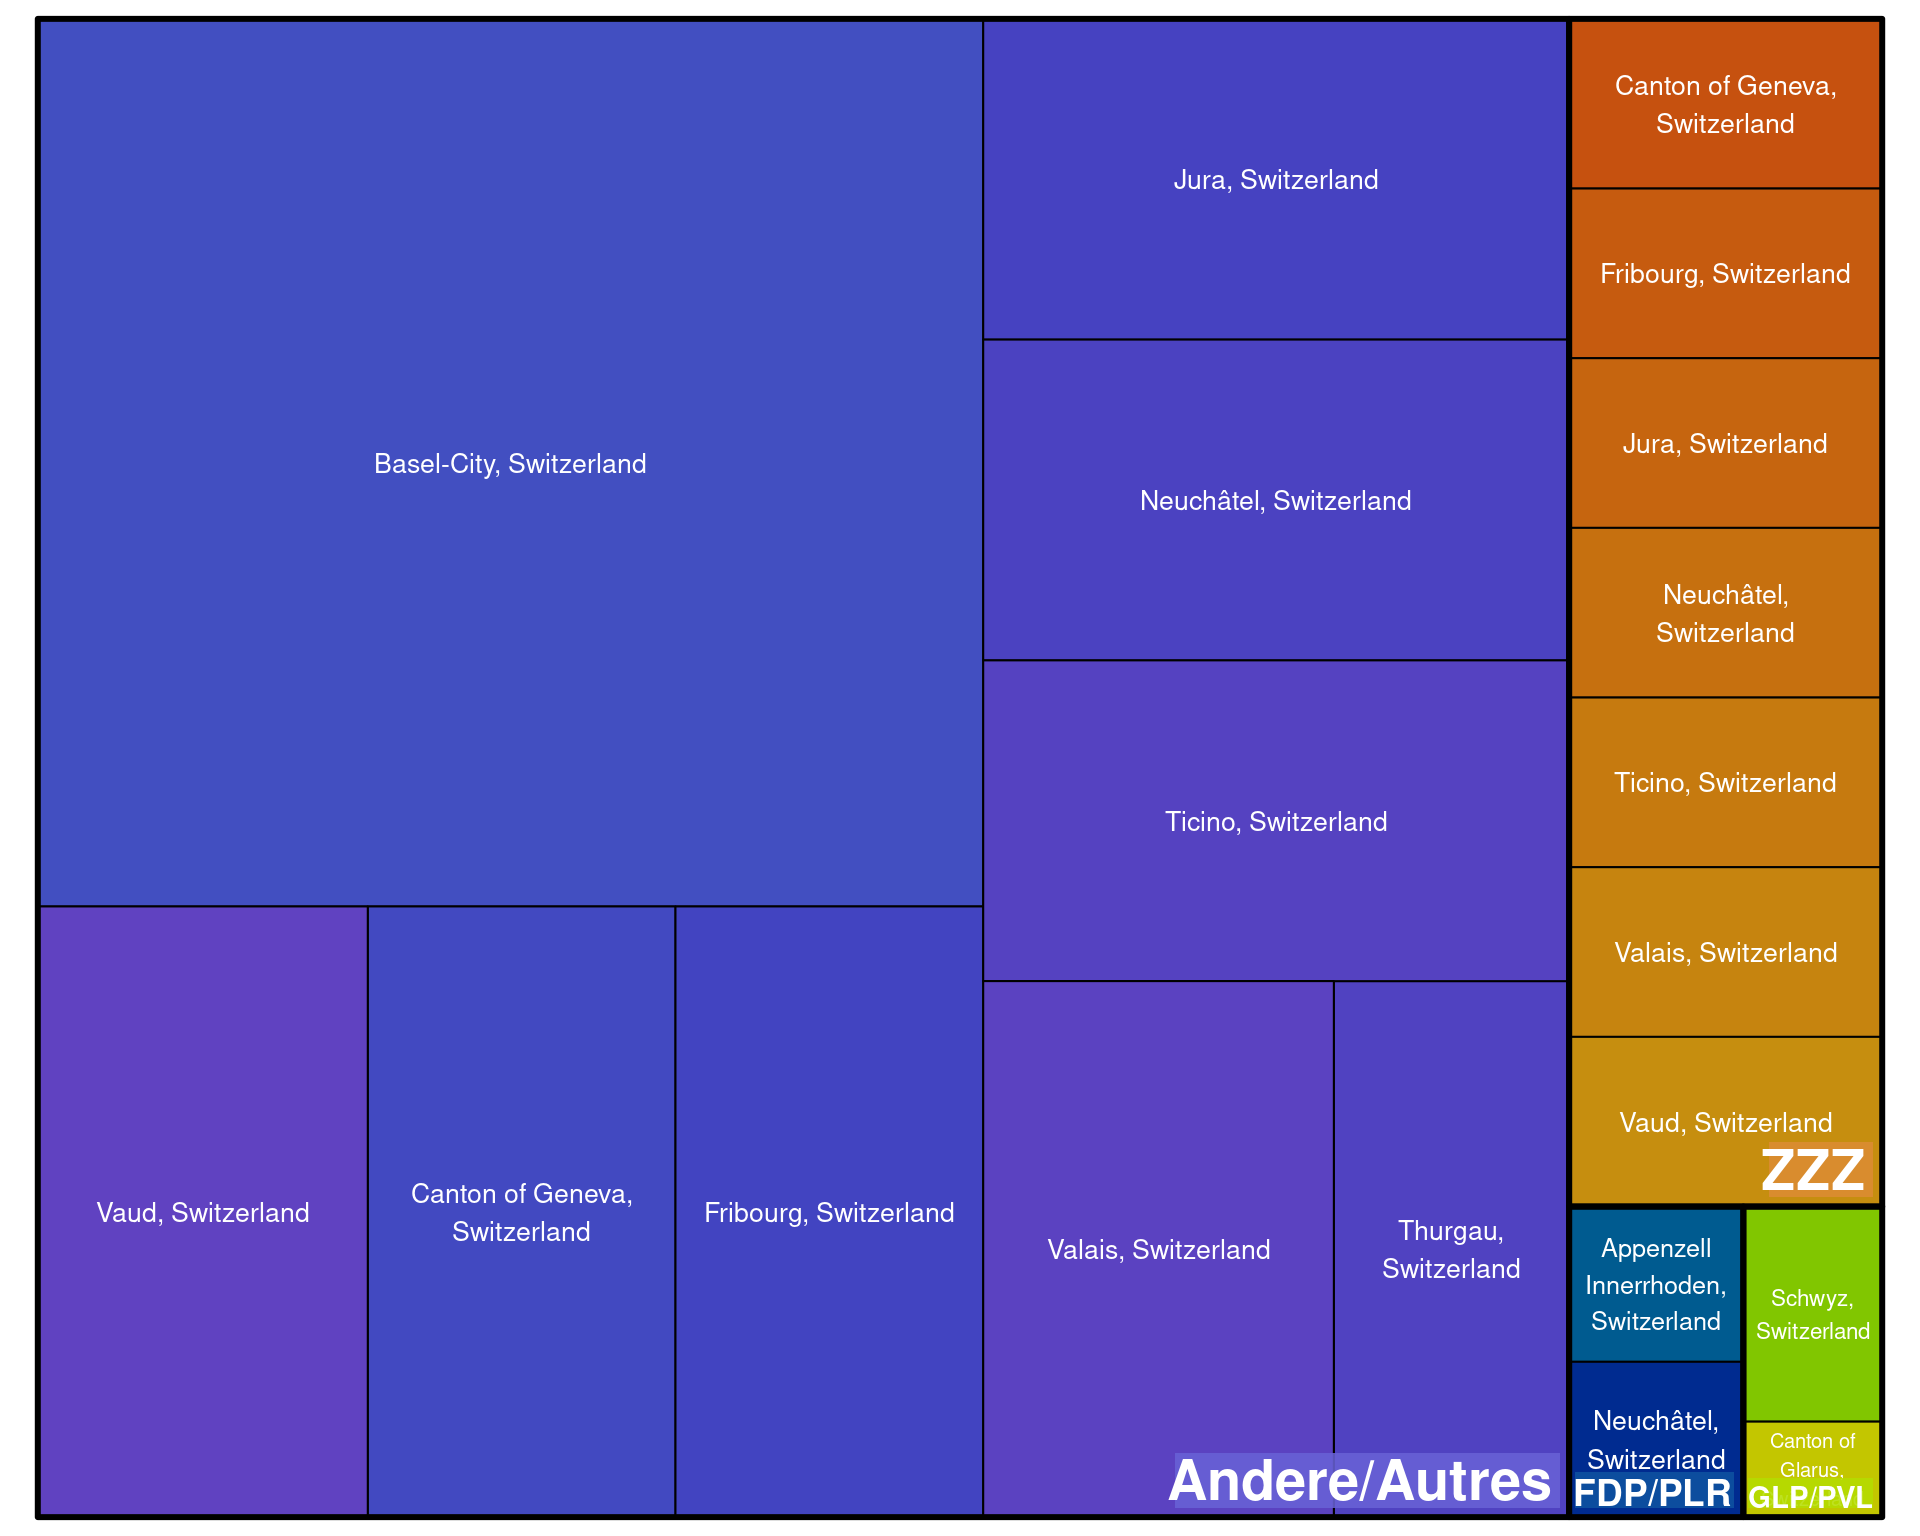 Basel-City, Switzerland
Vaud, Switzerland
Canton of Geneva,
Switzerland
Fribourg, Switzerland
Jura, Switzerland
Neuchâtel, Switzerland
Ticino, Switzerland
Valais, Switzerland
Thurgau,
Switzerland
Andere/Autres
Canton of Geneva,
Switzerland
Fribourg, Switzerland
Jura, Switzerland
Neuchâtel,
Switzerland
Ticino, Switzerland
Valais, Switzerland
Vaud, Switzerland
ZZZ
Appenzell
Innerrhoden,
Switzerland
Neuchâtel,
Switzerland
FDP/PLR
Schwyz,
Switzerland
Canton of
Glarus,
GLP/PVL